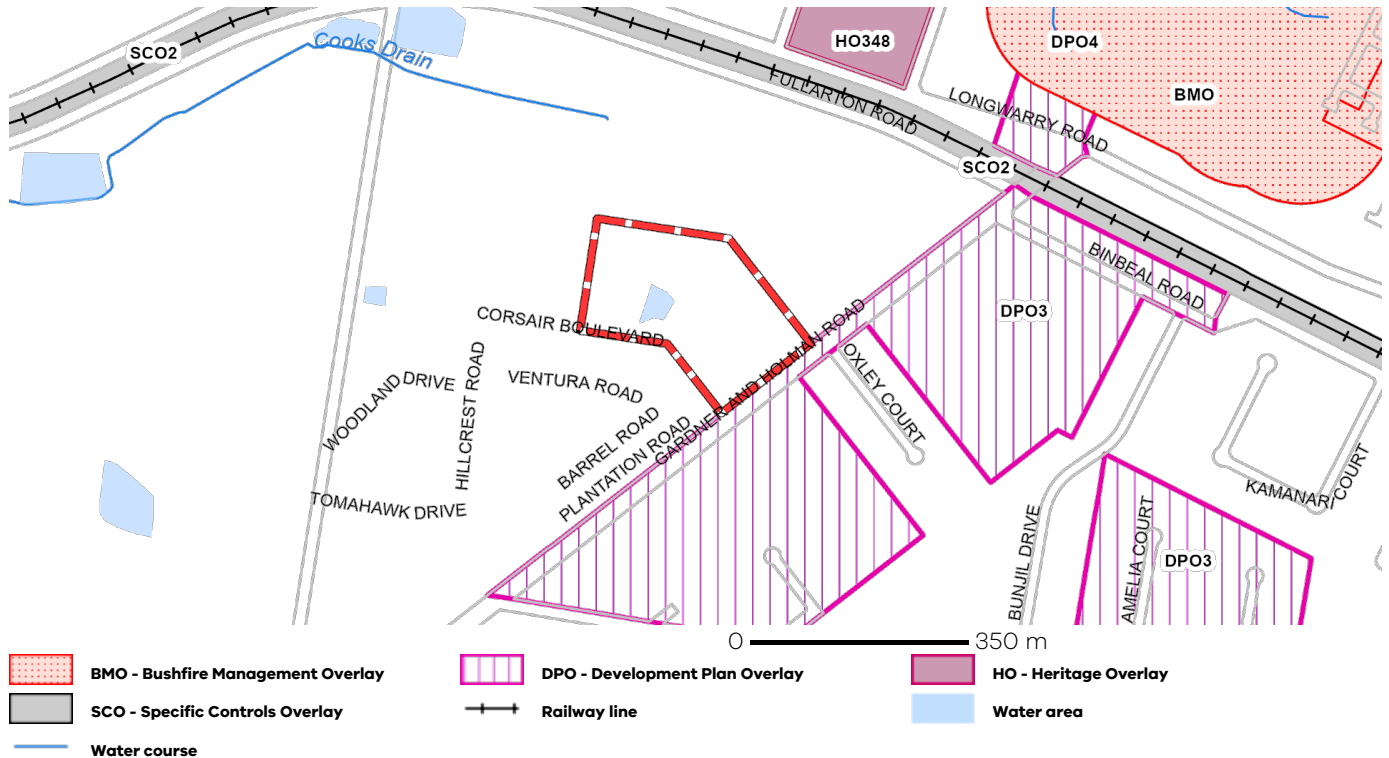 SCO2
Cooks Drain
HO348
DPO4
BMO
FULLARTON ROAD
LONGWARRY ROAD
SCO2
BINBEAL ROAD
DPO3
CORSAIR BOULEVARD
GARDNER AND HOLMAN ROAD
OXLEY COURT
WOODLAND DRIVE
HILLCREST ROAD
VENTURA ROAD
BARREL ROAD
PLANTATION ROAD
TOMAHAWK DRIVE
KAMANARI COURT
BUNJIL DRIVE
AMELIA COURT
DPO3
0 350 m
BMO - Bushfire Management Overlay
DPO - Development Plan Overlay
HO - Heritage Overlay
SCO - Specific Controls Overlay
Railway line
Water area
Water course